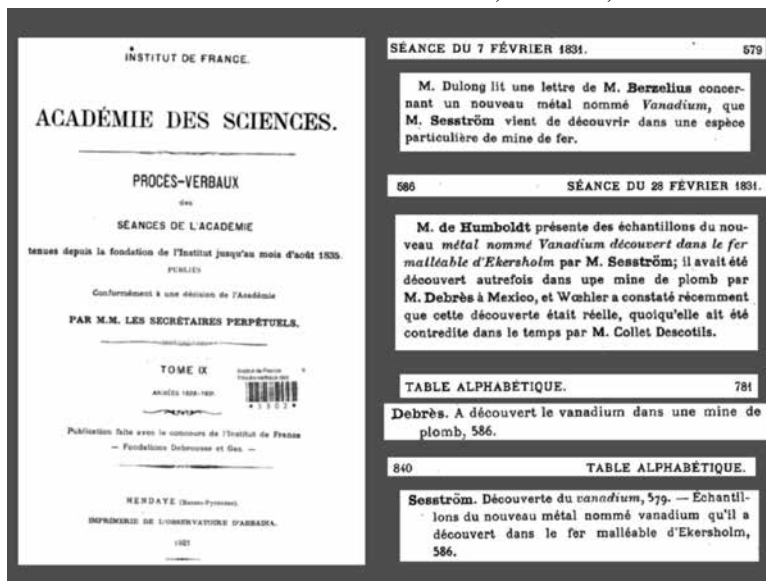 INSTITUT DE FRANCE.
ACADÉMIE DES SCIENCES.
PROCÈS-VERBAUX
des
SÉANCES DE L'ACADÉMIE
tenues depuis la fondation de l'Institut jusqu'au mois d'août 1835
PUBLIÉS
Conformément à une décision de l'Académie
PAR M.M. LES SECRÉTAIRES PERPÉTUELS.
TOME IX
ANNÉES 1828-1831.
Publication faite avec le concours de l'Institut de France
— Fondations Debrousse et Gas —
HENDAYE (Basses-Pyrénées).
IMPRIMERIE DE L'OBSERVATOIRE D'ABBADIA.
1921
SÉANCE DU 7 FÉVRIER 1831. 579
M. Dulong lit une lettre de M. Berzelius concer-
nant un nouveau métal nommé Vanadium, que
M. Sesström vient de découvrir dans une espèce
particulière de mine de fer.
586 SÉANCE DU 28 FÉVRIER 1831.
M. de Humboldt présente des échantillons du nou-
veau métal nommé Vanadium découvert dans le fer
malléable d'Ekersholm par M. Sesström; il avait été
découvert autrefois dans upe mine de plomb par
M. Debrès à Mexico, et Wœhler a constaté récemment
que cette découverte était réelle, quoiqu'elle ait été
contredite dans le temps par M. Collet Descotils.
TABLE ALPHABÉTIQUE. 781
Debrès. A découvert le vanadium dans une mine de
plomb, 586.
840 TABLE ALPHABÉTIQUE.
Sesström. Découverte du vanadium, 579. — Échantil-
lons du nouveau métal nommé vanadium qu'il a
découvert dans le fer malléable d'Ekersholm,
586.